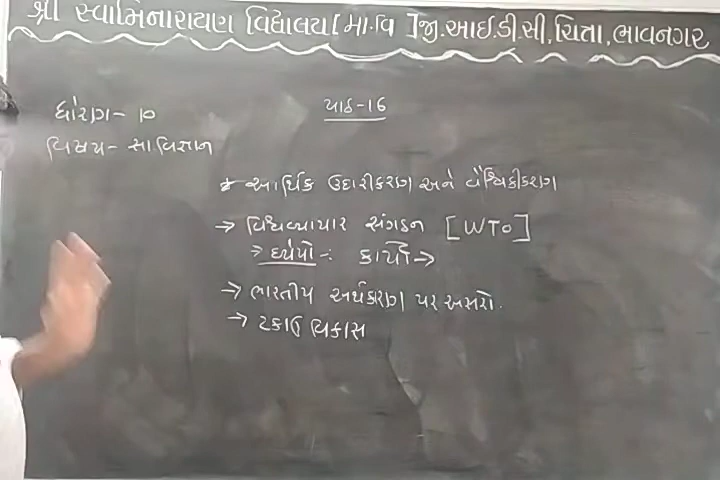 શ્રી સ્વામિનારાયણ વિદ્યાલય [મા.વિ] જી.આઈ.ડી.સી, ચિત્રા, ભાવનગર
ધોરણ- ૧૦
પાઠ-16
વિષય- સા વિજ્ઞાન
* આર્થિક ઉદારીકરણ અને વૈશ્વિકીકરણ
→ વિશ્વવ્યાપાર સંગઠન [WTO]
→ ધ્યેયો -: કાર્યો →
→ ભારતીય અર્થકારણ પર અસરો.
→ ટકાઉ વિકાસ